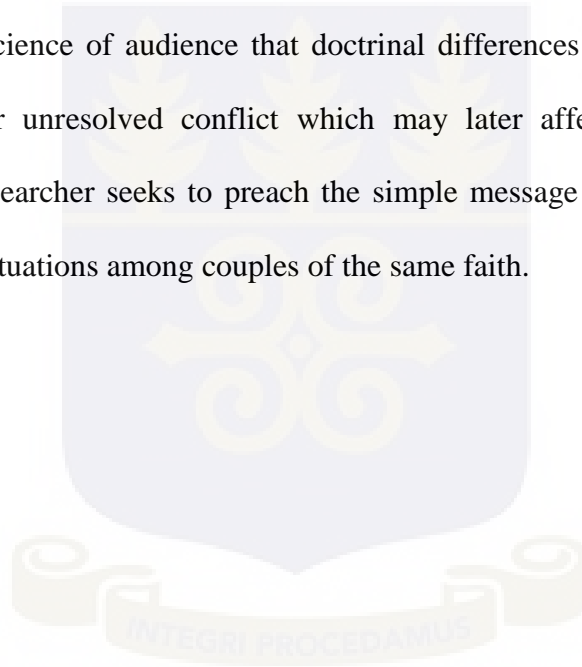 cience of audience that doctrinal differences
r unresolved conflict which may later affe
earcher seeks to preach the simple message
tuations among couples of the same faith.
INTEGRI PROCEDAMUS